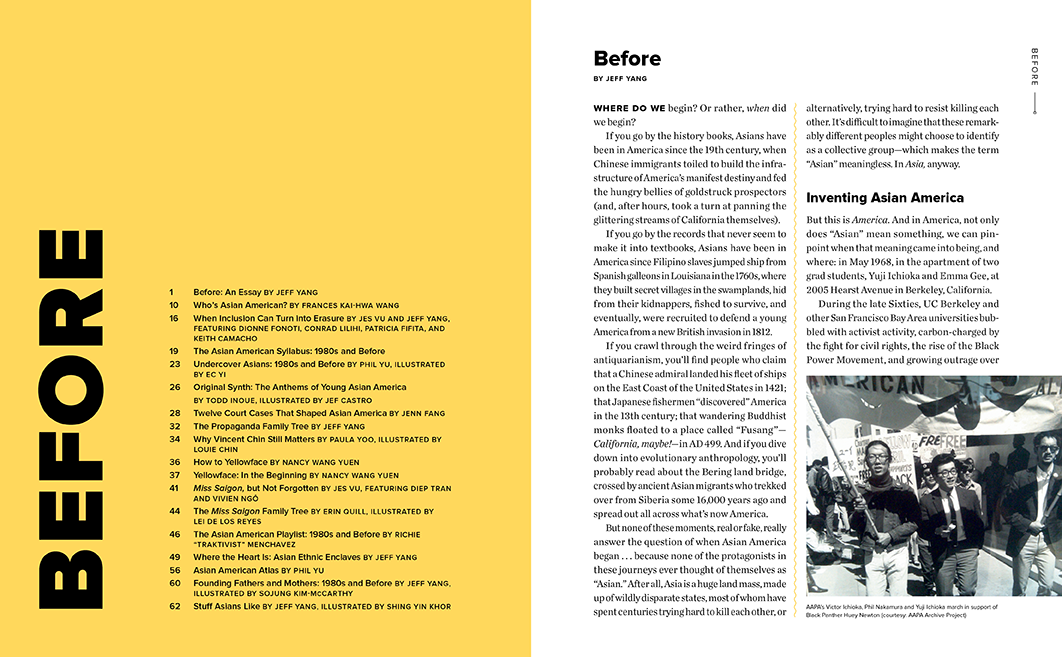 BEFORE
1 Before: An Essay BY JEFF YANG
10 Who's Asian American? BY FRANCES KAI-HWA WANG
16 When Inclusion Can Turn Into Erasure BY JES VU AND JEFF YANG,
FEATURING DIONNE FONOTI, CONRAD LILIHI, PATRICIA FIFITA, AND
KEITH CAMACHO
19 The Asian American Syllabus: 1980s and Before
23 Undercover Asians: 1980s and Before BY PHIL YU, ILLUSTRATED
BY EC YI
26 Original Synth: The Anthems of Young Asian America
BY TODD INOUE, ILLUSTRATED BY JEF CASTRO
28 Twelve Court Cases That Shaped Asian America BY JENN FANG
32 The Propaganda Family Tree BY JEFF YANG
34 Why Vincent Chin Still Matters BY PAULA YOO, ILLUSTRATED BY
LOUIE CHIN
36 How to Yellowface BY NANCY WANG YUEN
37 Yellowface: In the Beginning BY NANCY WANG YUEN
41 Miss Saigon, but Not Forgotten BY JES VU, FEATURING DIEP TRAN
AND VIVIEN NGÔ
44 The Miss Saigon Family Tree BY ERIN QUILL, ILLUSTRATED BY
LEI DE LOS REYES
46 The Asian American Playlist: 1980s and Before BY RICHIE
"TRAKTIVIST" MENCHAVEZ
49 Where the Heart Is: Asian Ethnic Enclaves BY JEFF YANG
56 Asian American Atlas BY PHIL YU
60 Founding Fathers and Mothers: 1980s and Before BY JEFF YANG,
ILLUSTRATED BY SOJUNG KIM-MCCARTHY
62 Stuff Asians Like BY JEFF YANG, ILLUSTRATED BY SHING YIN KHOR
Before
BY JEFF YANG
WHERE DO WE begin? Or rather, when did
we begin?
If you go by the history books, Asians have
been in America since the 19th century, when
Chinese immigrants toiled to build the infra-
structure of America's manifest destiny and fed
the hungry bellies of goldstruck prospectors
(and, after hours, took a turn at panning the
glittering streams of California themselves).
If you go by the records that never seem to
make it into textbooks, Asians have been in
America since Filipino slaves jumped ship from
Spanish galleons in Louisiana in the 1760s, where
they built secret villages in the swamplands, hid
from their kidnappers, fished to survive, and
eventually, were recruited to defend a young
America from a new British invasion in 1812.
If you crawl through the weird fringes of
antiquarianism, you'll find people who claim
that a Chinese admiral landed his fleet of ships
on the East Coast of the United States in 1421;
that Japanese fishermen "discovered" America
in the 13th century; that wandering Buddhist
monks floated to a place called "Fusang"—
California, maybe!—in AD 499. And if you dive
down into evolutionary anthropology, you'll
probably read about the Bering land bridge,
crossed by ancient Asian migrants who trekked
over from Siberia some 16,000 years ago and
spread out all across what's now America.
But none of these moments, real or fake, really
answer the question of when Asian America
began . . . because none of the protagonists in
these journeys ever thought of themselves as
"Asian." After all, Asia is a huge land mass, made
up of wildly disparate states, most of whom have
spent centuries trying hard to kill each other, or
alternatively, trying hard to resist killing each
other. It's difficult to imagine that these remark-
ably different peoples might choose to identify
as a collective group—which makes the term
"Asian" meaningless. In Asia, anyway.
Inventing Asian America
But this is America. And in America, not only
does "Asian" mean something, we can pin-
point when that meaning came into being, and
where: in May 1968, in the apartment of two
grad students, Yuji Ichioka and Emma Gee, at
2005 Hearst Avenue in Berkeley, California.
During the late Sixties, UC Berkeley and
other San Francisco Bay Area universities bub-
bled with activist activity, carbon-charged by
the fight for civil rights, the rise of the Black
Power Movement, and growing outrage over
AMERICAN
FREE
FREE
AAPA's Victor Ichioka, Phil Nakamura and Yuji Ichioka march in support of
Black Panther Huey Newton (courtesy: AAPA Archive Project)
BEFORE